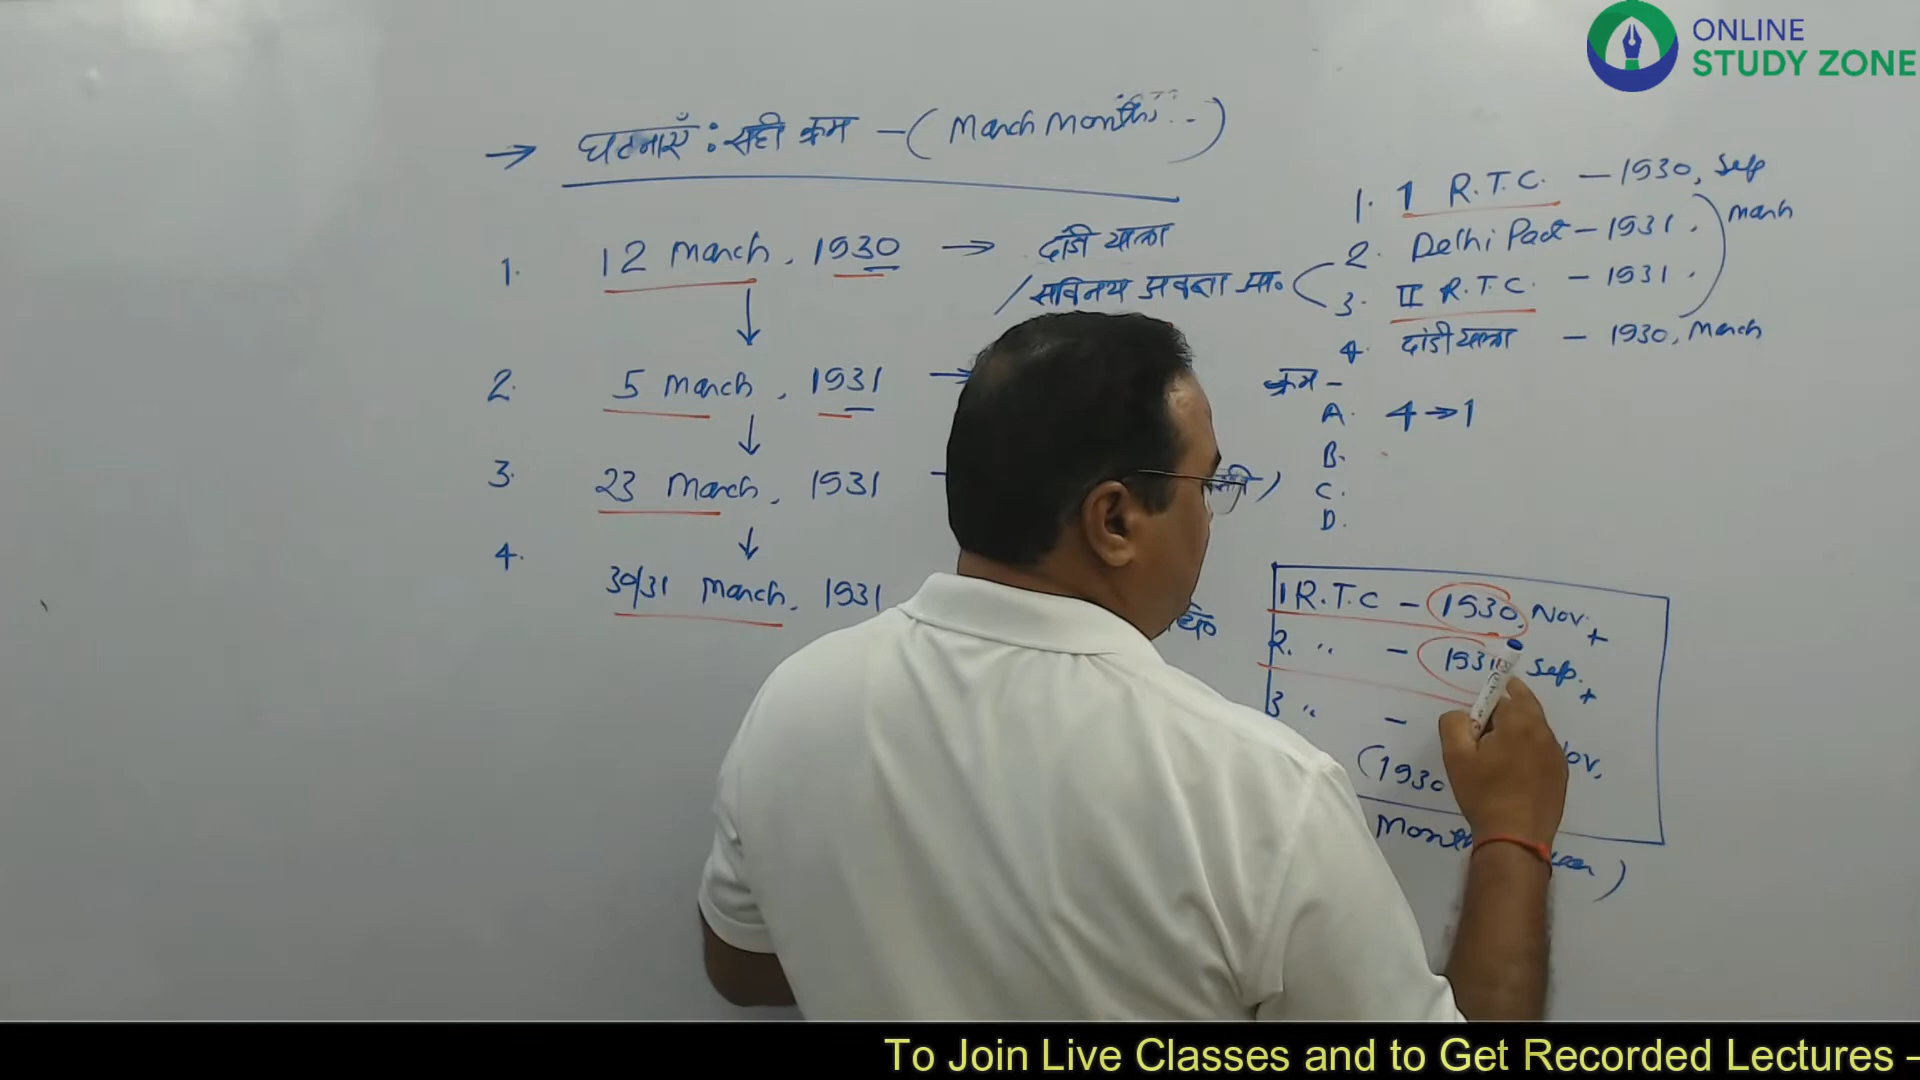 ONLINE
STUDY ZONE
→ घटनाएँ : सही क्रम – (March Months..-)
1. 12 March, 1930 → दांडी यात्रा
/ सविनय अवज्ञा आ.
2. 5 March, 1931 →
3. 23 March, 1931 –
4. 30/31 March, 1931
1. I R.T.C. – 1930, Sep
2. Delhi Pact – 1931. March
3. II R.T.C. – 1931.
4. दांडी यात्रा – 1930, March
क्रम –
A. 4 → 1
B.
C.
D.
1 R.T.C – 1930, Nov. +
2. " – 1931, Sep. +
3 " –
ov.
(1930
Mon
)
To Join Live Classes and to Get Recorded Lectures –